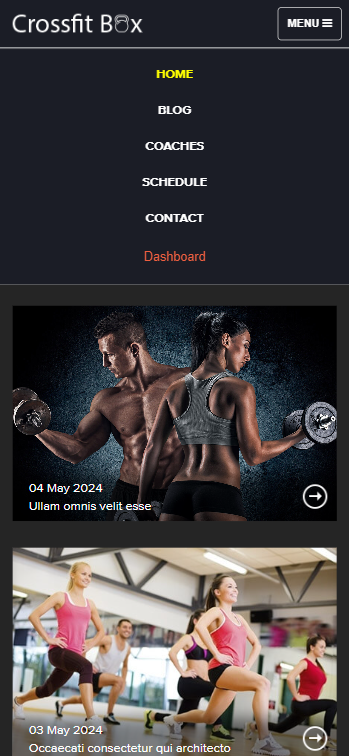 Crossfit Box
MENU
HOME
BLOG
COACHES
SCHEDULE
CONTACT
Dashboard
04 May 2024
Ullam omnis velit esse
03 May 2024
Occaecati consectetur qui architecto